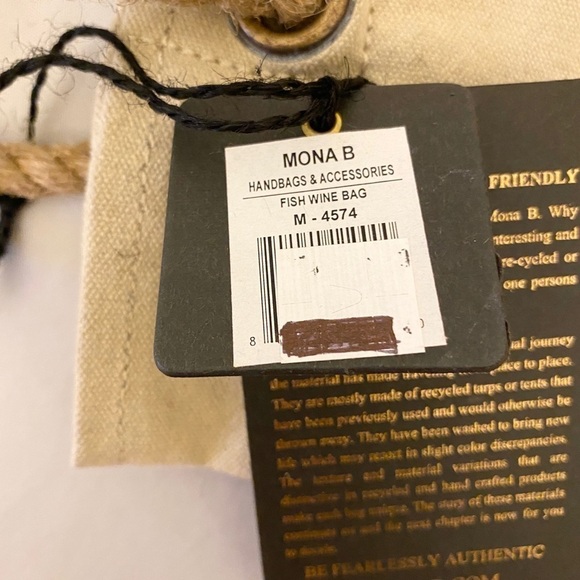 MONA B
HANDBAGS & ACCESSORIES
FISH WINE BAG
M - 4574
8
0
FRIENDLY
Mona B. Why
interesting and
re-cycled or
one persons
journey
place to place.
the material has made
They are mostly made of recycled tarps or tents that
have been previously used and would otherwise be
thrown away. They have been washed to bring new
life which may result in slight color discrepancies
The texture and material variations that are
distinctive in recycled and hand crafted products
make each bag unique. The story of these materials
continues on and the next chapter is now for you
to decide.
BE FEARLESSLY AUTHENTIC